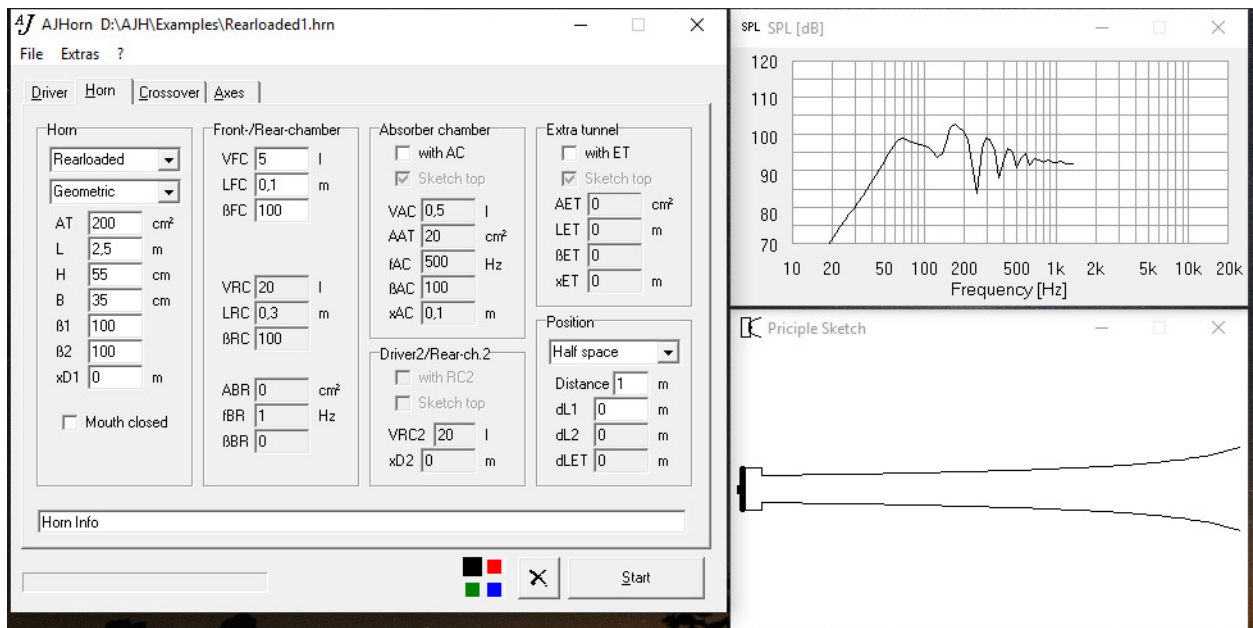 AJ AJHorn D:\AJH\Examples\Rearloaded1.hrn
File Extras ?
Driver Horn Crossover Axes
Horn
Rearloaded
Geometric
AT 200 cm²
L 2,5 m
H 55 cm
B 35 cm
ß1 100
ß2 100
xD1 0 m
Mouth closed
Front-/Rear-chamber
VFC 5 l
LFC 0,1 m
ßFC 100
VRC 20 l
LRC 0,3 m
ßRC 100
ABR 0 cm²
fBR 1 Hz
ßBR 0
Absorber chamber
with AC
Sketch top
VAC 0,5 l
AAT 20 cm²
fAC 500 Hz
ßAC 100
xAC 0,1 m
Driver2/Rear-ch.2
with RC2
Sketch top
VRC2 20 l
xD2 0 m
Extra tunnel
with ET
Sketch top
AET 0 cm²
LET 0 m
ßET 0
xET 0 m
Position
Half space
Distance 1 m
dL1 0 m
dL2 0 m
dLET 0 m
Horn Info
Start
SPL SPL [dB]
120
110
100
90
80
70
10 20 50 100 200 500 1k 2k 5k 10k 20k
Frequency [Hz]
Priciple Sketch